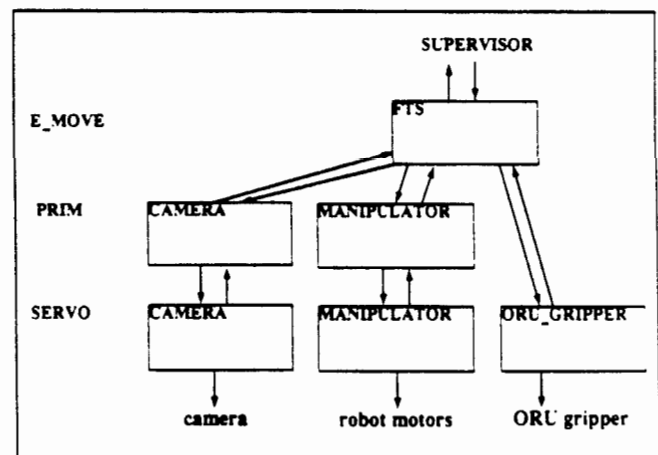 SUPERVISOR
E_MOVE
FTS
PRIM
CAMERA
MANIPULATOR
SERVO
CAMERA
MANIPULATOR
ORU_GRIPPER
camera
robot motors
ORU gripper